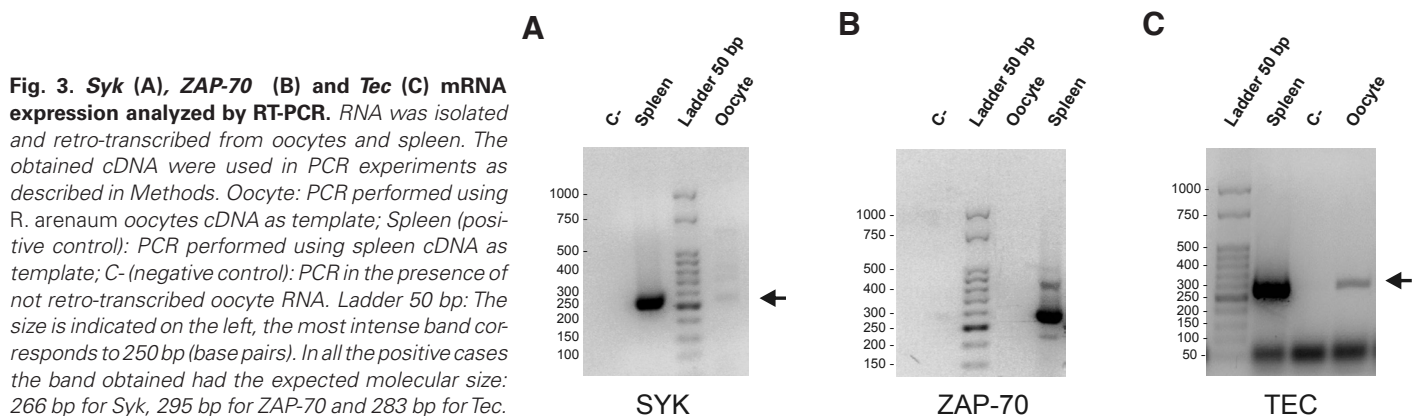 Fig. 3. Syk (A), ZAP-70 (B) and Tec (C) mRNA
expression analyzed by RT-PCR. RNA was isolated
and retro-transcribed from oocytes and spleen. The
obtained cDNA were used in PCR experiments as
described in Methods. Oocyte: PCR performed using
R. arenaum oocytes cDNA as template; Spleen (posi-
tive control): PCR performed using spleen cDNA as
template; C- (negative control): PCR in the presence of
not retro-transcribed oocyte RNA. Ladder 50 bp: The
size is indicated on the left, the most intense band cor-
responds to 250 bp (base pairs). In all the positive cases
the band obtained had the expected molecular size:
266 bp for Syk, 295 bp for ZAP-70 and 283 bp for Tec.
A
C-
Spleen
Ladder 50 bp
Oocyte
1000 -
750 -
500 -
400 -
300 -
250 -
200 -
150 -
100 -
SYK
B
C-
Ladder 50 bp
Oocyte
Spleen
1000 -
750 -
500 -
400 -
300 -
250 -
200 -
150 -
ZAP-70
C
Ladder 50 bp
Spleen
C-
Oocyte
1000 -
750 -
500 -
400 -
300 -
250 -
200 -
150 -
100 -
50 -
TEC